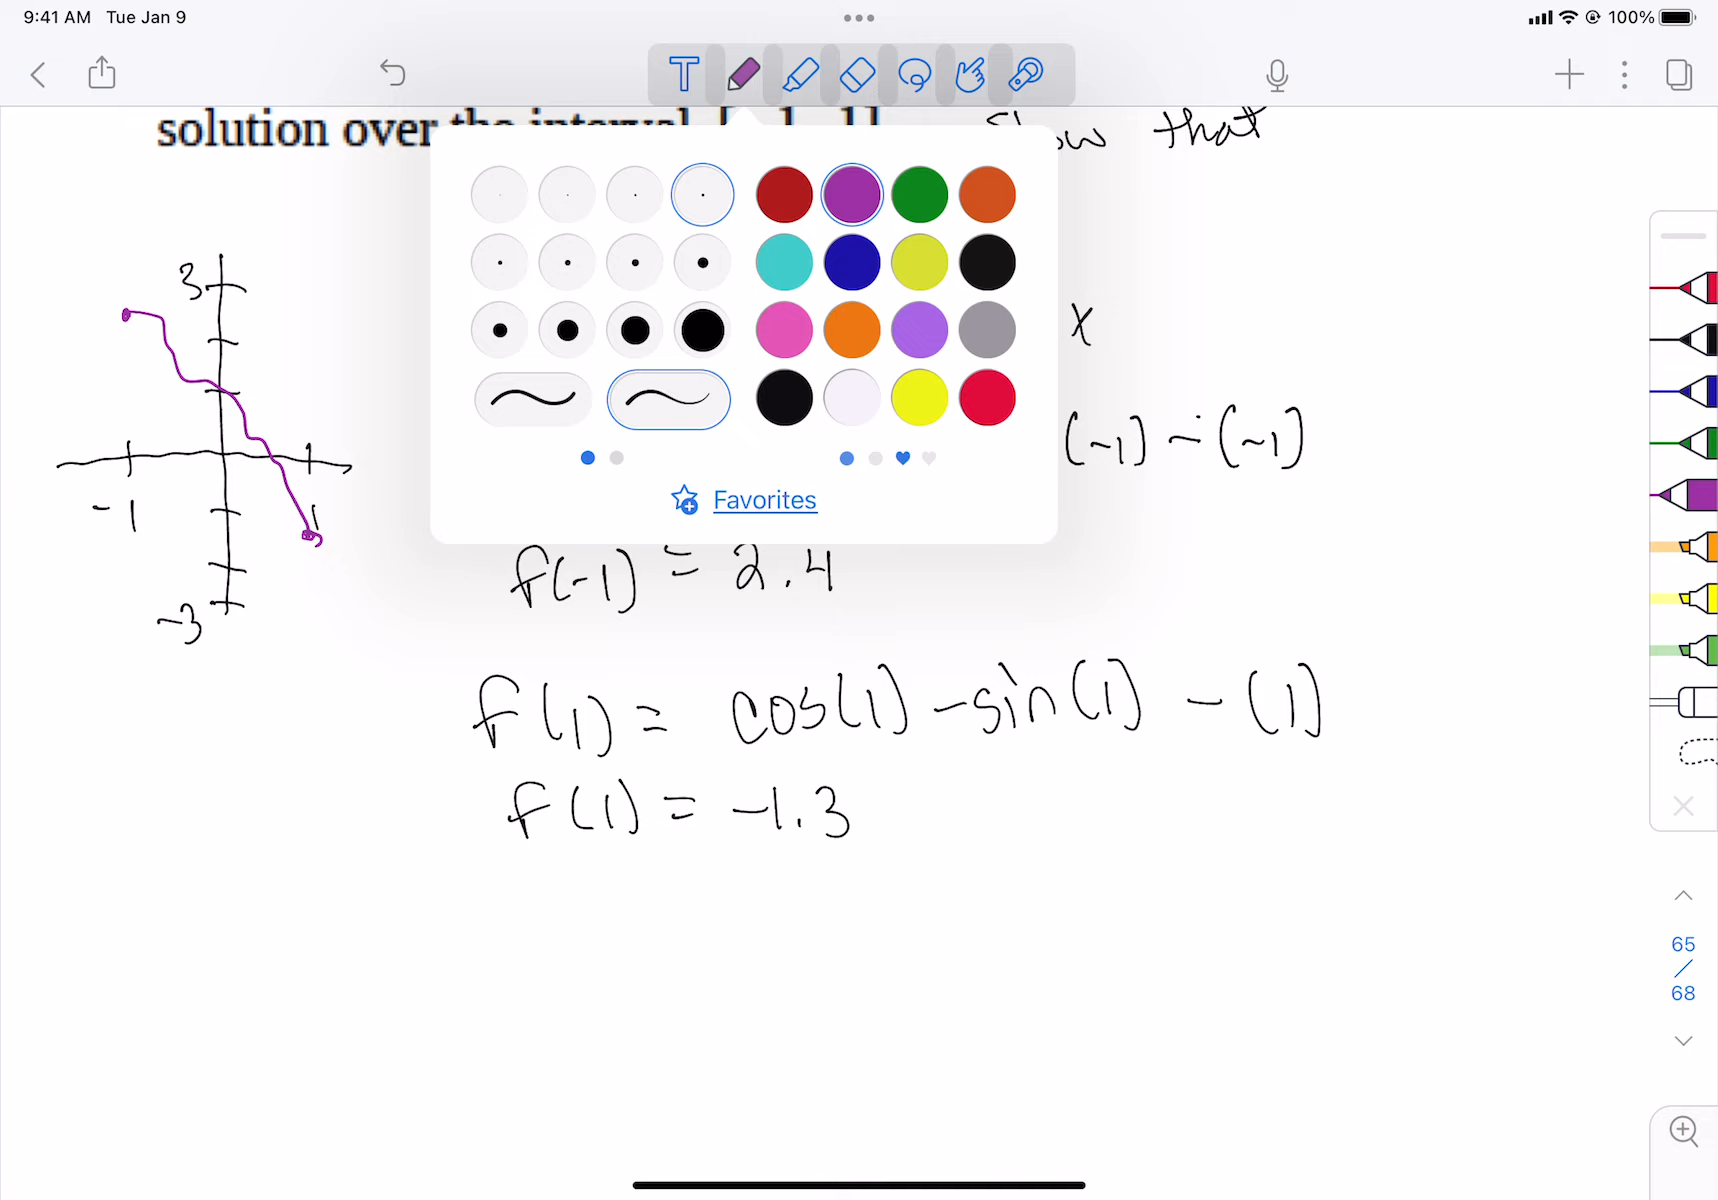 9:41 AM Tue Jan 9
100%
T
solution over that
3
x
(-1) - (-1)
-1 1
Favorites
f(-1) = 2.4
-3
f(1) = cos(1) - sin(1) - (1)
f(1) = -1.3
65
/
68